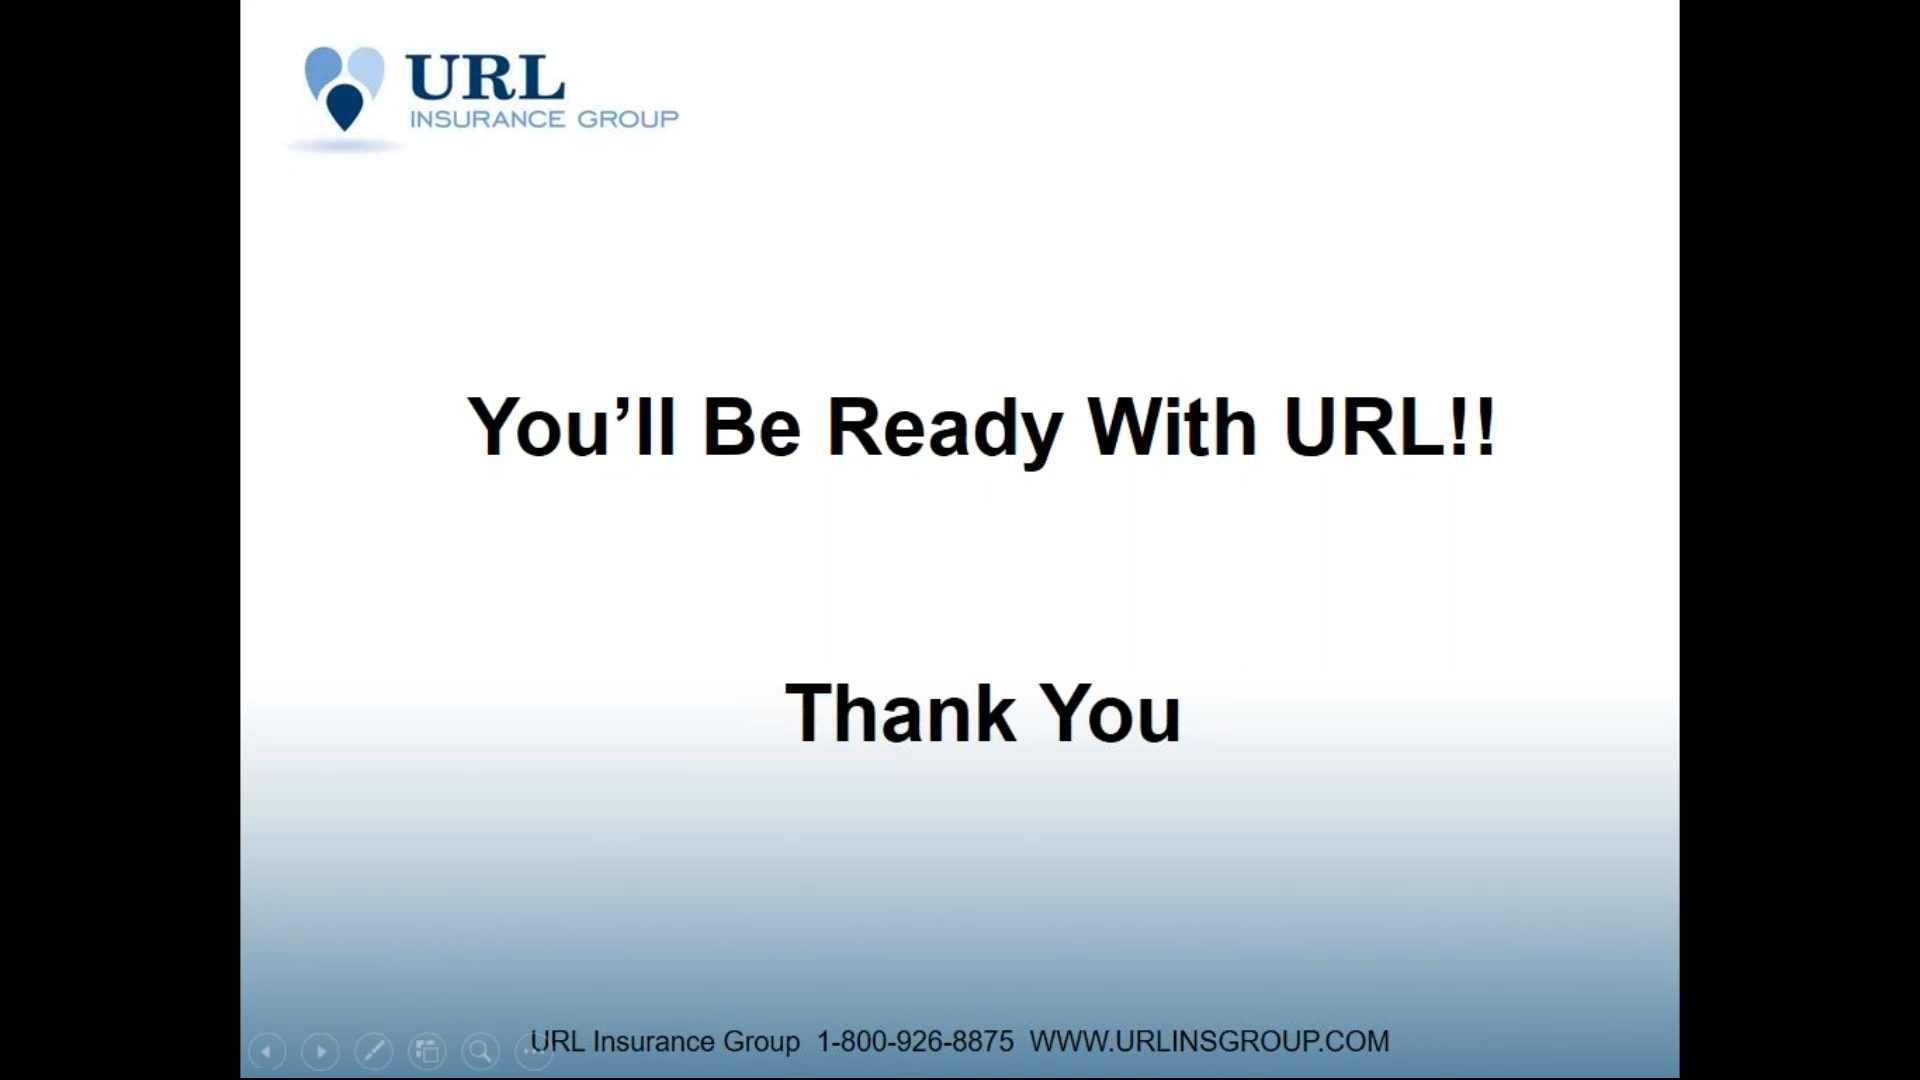 URL
INSURANCE GROUP
You’ll Be Ready With URL!!
Thank You
URL Insurance Group 1-800-926-8875 WWW.URLINSGROUP.COM